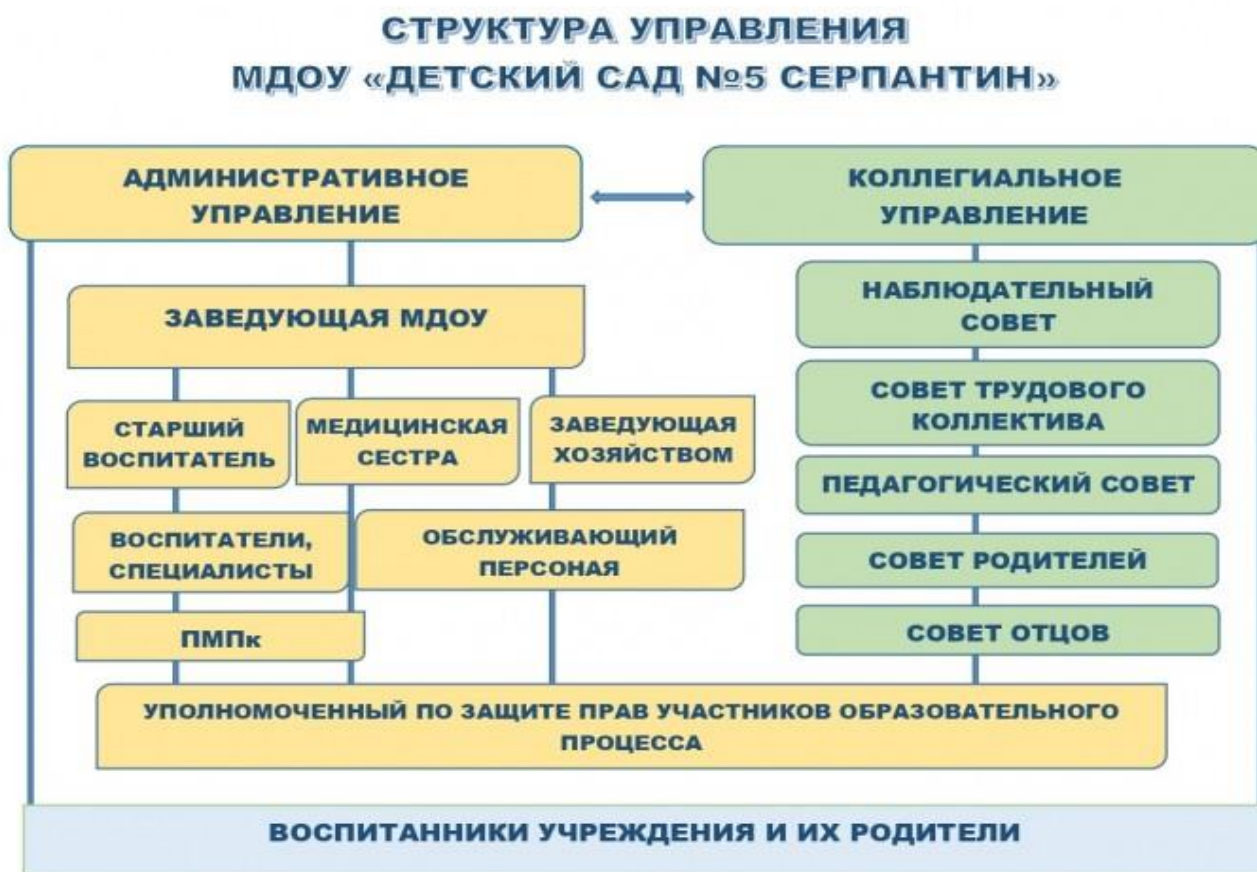 СТРУКТУРА УПРАВЛЕНИЯ
МДОУ «ДЕТСКИЙ САД №5 СЕРПАНТИН»
АДМИНИСТРАТИВНОЕ
УПРАВЛЕНИЕ
КОЛЛЕГИАЛЬНОЕ
УПРАВЛЕНИЕ
ЗАВЕДУЮЩАЯ МДОУ
СТАРШИЙ
ВОСПИТАТЕЛЬ
МЕДИЦИНСКАЯ
СЕСТРА
ЗАВЕДУЮЩАЯ
ХОЗЯЙСТВОМ
ВОСПИТАТЕЛИ,
СПЕЦИАЛИСТЫ
ОБСЛУЖИВАЮЩИЙ
ПЕРСОНАЯ
ПМПк
НАБЛЮДАТЕЛЬНЫЙ
СОВЕТ
СОВЕТ ТРУДОВОГО
КОЛЛЕКТИВА
ПЕДАГОГИЧЕСКИЙ СОВЕТ
СОВЕТ РОДИТЕЛЕЙ
СОВЕТ ОТЦОВ
УПОЛНОМОЧЕННЫЙ ПО ЗАЩИТЕ ПРАВ УЧАСТНИКОВ ОБРАЗОВАТЕЛЬНОГО
ПРОЦЕССА
ВОСПИТАННИКИ УЧРЕЖДЕНИЯ И ИХ РОДИТЕЛИ